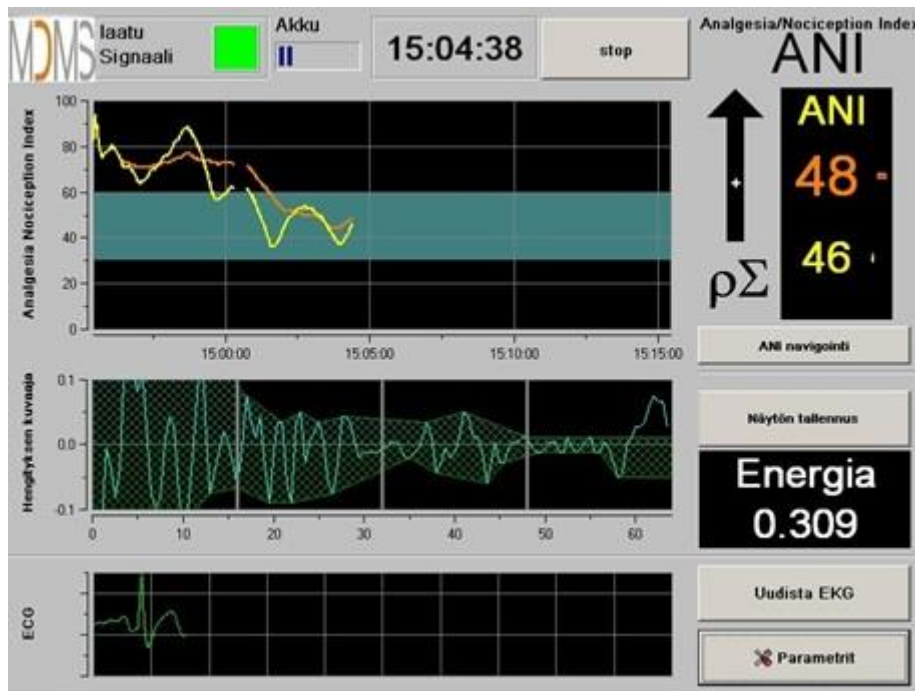 MDMS
laatu
Signaali
Akku
15:04:38
stop
Analgesia/Nociception Index
ANI
Analgesia Nociception Index
100
80
60
40
20
0
15:00:00
15:05:00
15:10:00
15:15:00
ANI
48
46
ρΣ
ANI navigointi
Hengityksen kuvaaja
0.1
0.0
-0.1
0
10
20
30
40
50
60
Näytön tallennus
Energia
0.309
ECG
Uudista EKG
Parametrit